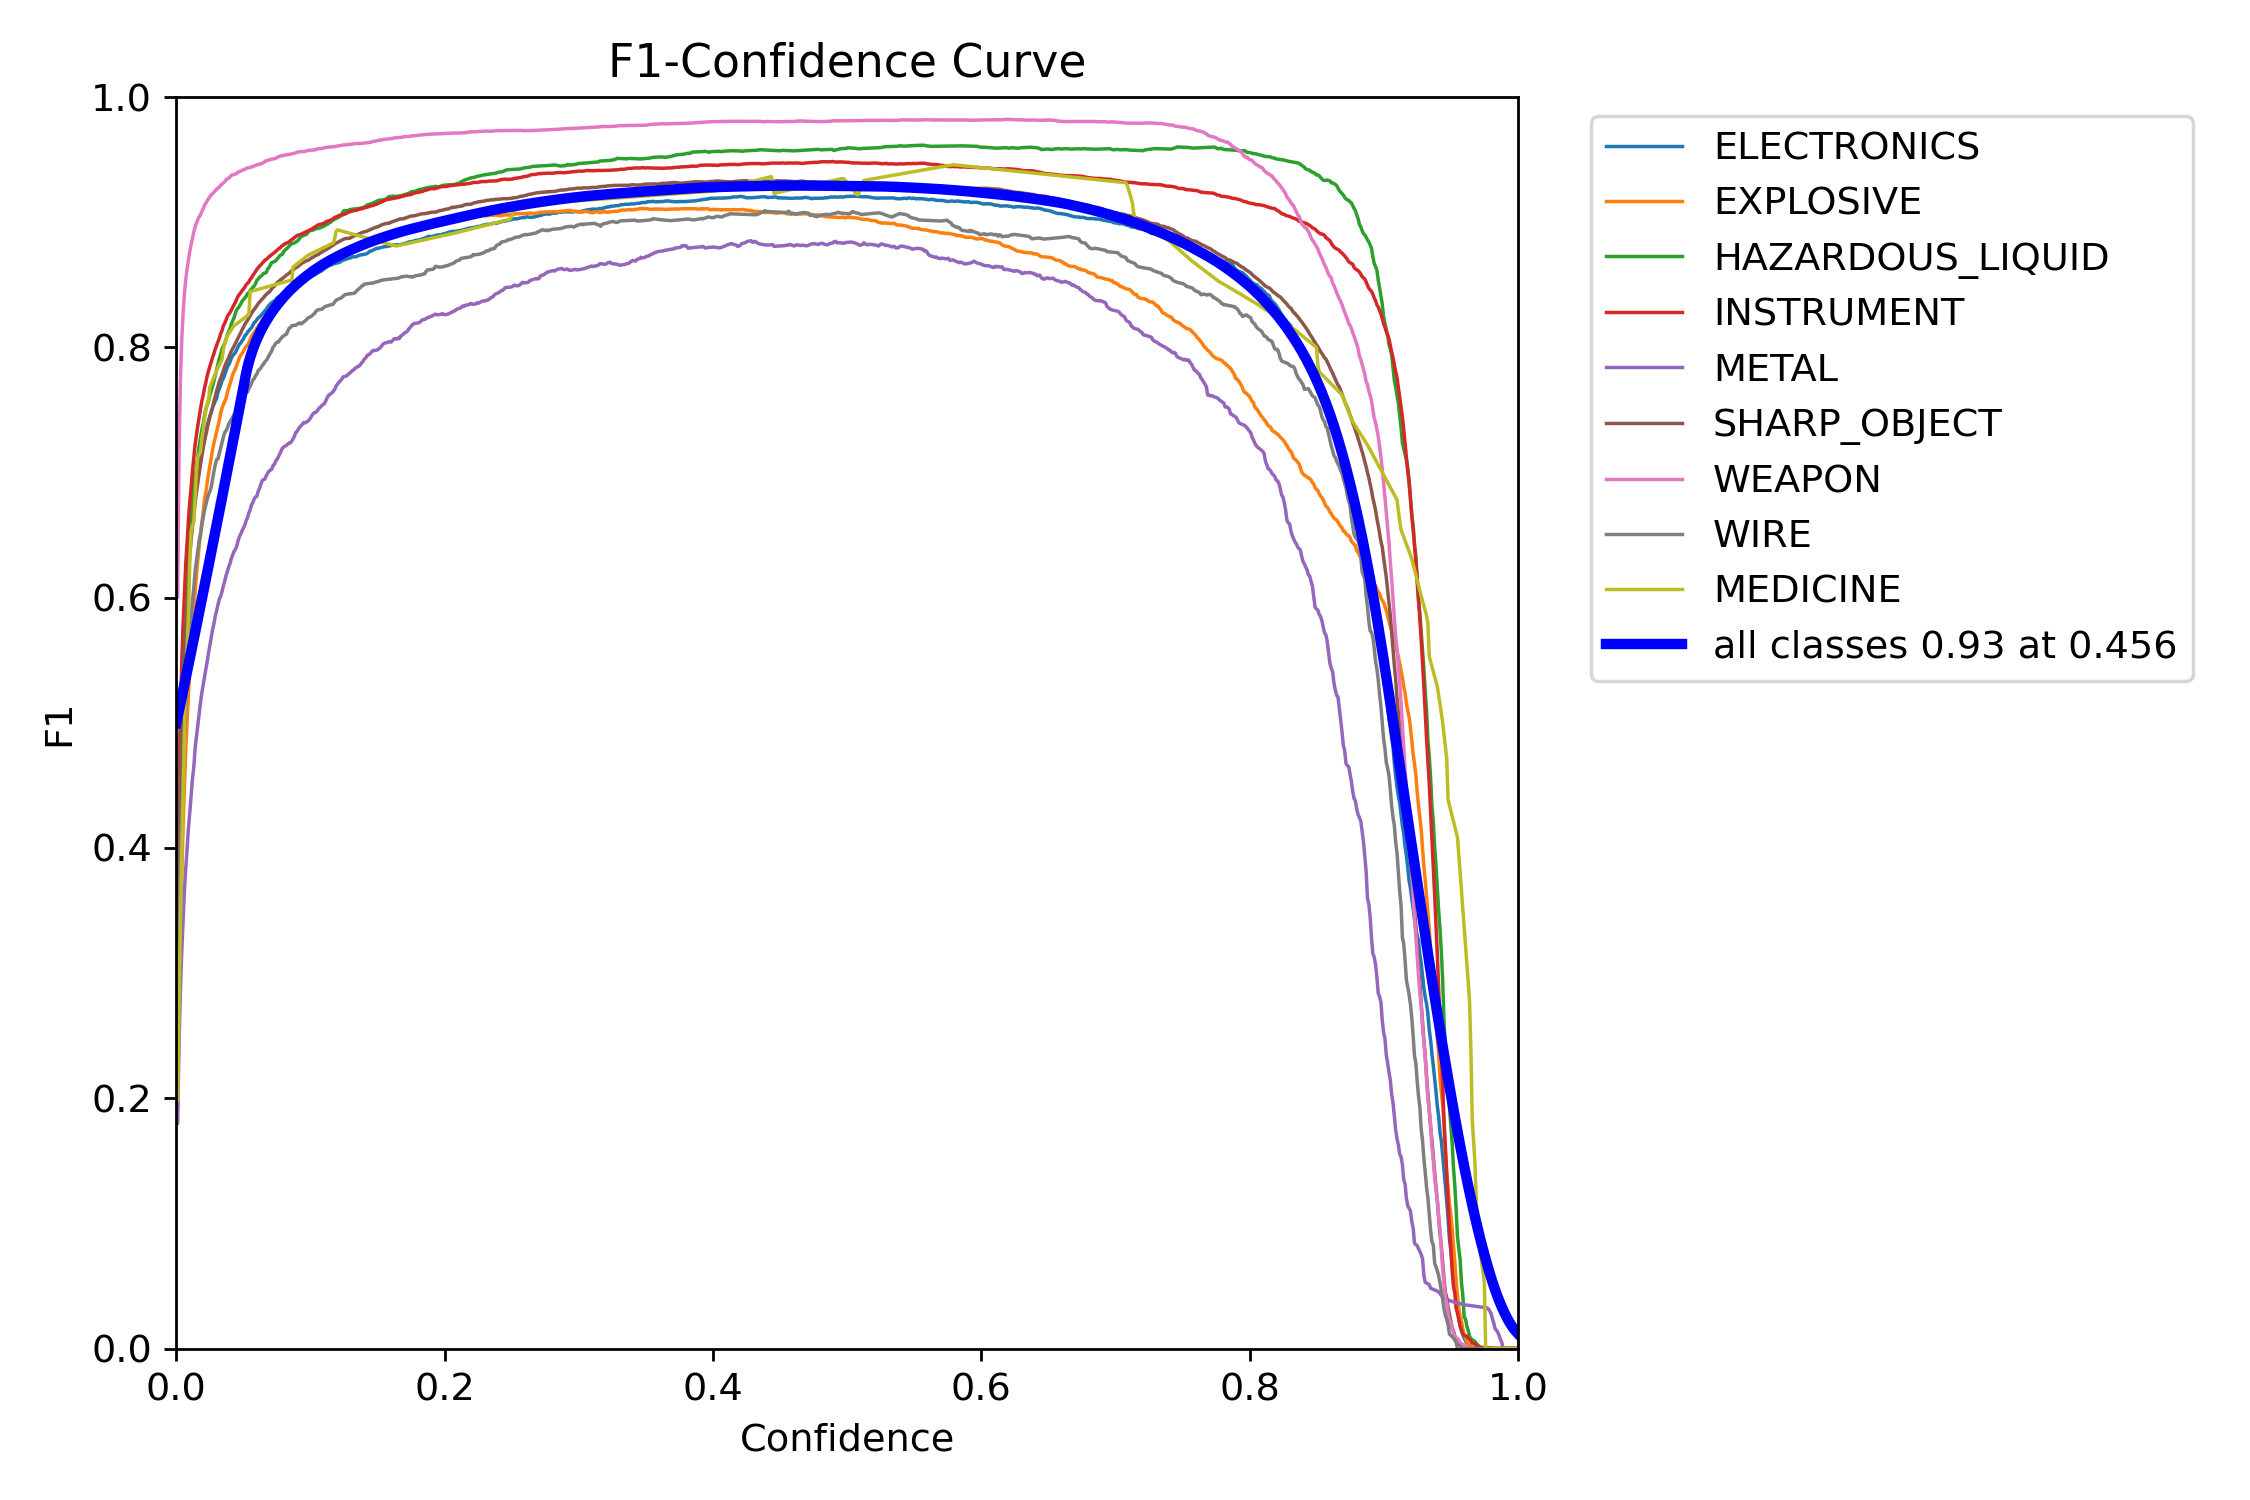 F1-Confidence Curve
1.0
0.8
0.6
0.4
0.2
0.0
F1
0.0 0.2 0.4 0.6 0.8 1.0
Confidence
ELECTRONICS
EXPLOSIVE
HAZARDOUS_LIQUID
INSTRUMENT
METAL
SHARP_OBJECT
WEAPON
WIRE
MEDICINE
all classes 0.93 at 0.456